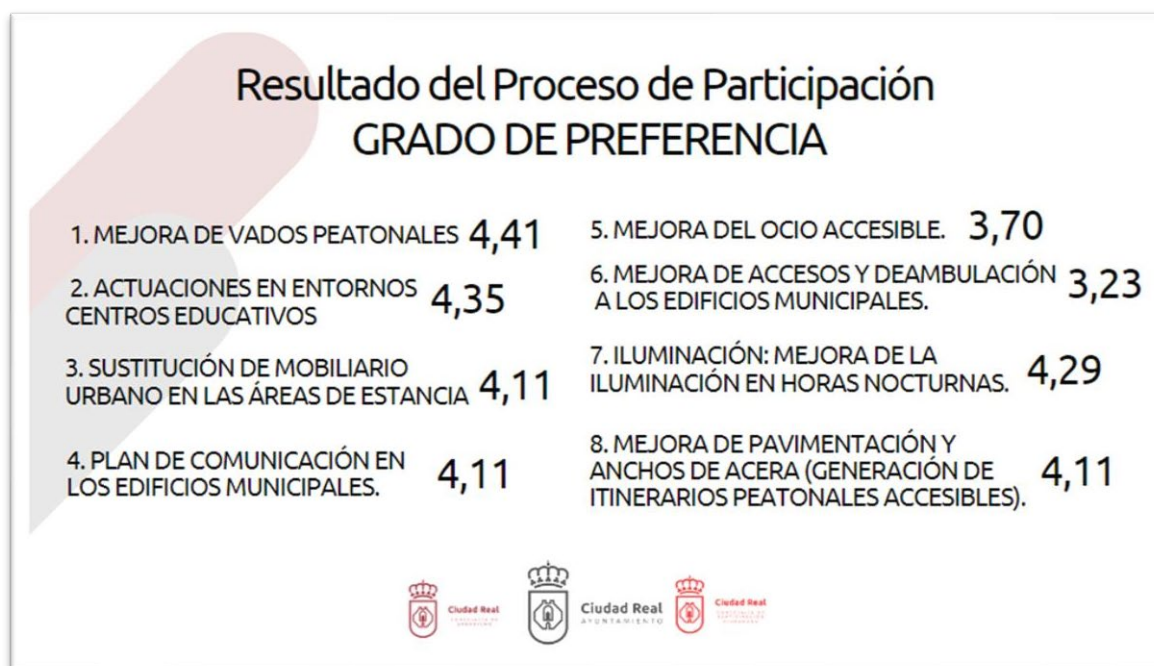 Resultado del Proceso de Participación
GRADO DE PREFERENCIA
1. MEJORA DE VADOS PEATONALES 4,41
2. ACTUACIONES EN ENTORNOS
CENTROS EDUCATIVOS
4,35
3. SUSTITUCIÓN DE MOBILIARIO
URBANO EN LAS ÁREAS DE ESTANCIA 4,11
4. PLAN DE COMUNICACIÓN EN
LOS EDIFICIOS MUNICIPALES.
4,11
5. MEJORA DEL OCIO ACCESIBLE. 3,70
6. MEJORA DE ACCESOS Y DEAMBULACIÓN
A LOS EDIFICIOS MUNICIPALES.
3,23
7. ILUMINACIÓN: MEJORA DE LA
ILUMINACIÓN EN HORAS NOCTURNAS.
4,29
8. MEJORA DE PAVIMENTACIÓN Y
ANCHOS DE ACERA (GENERACIÓN DE
ITINERARIOS PEATONALES ACCESIBLES).
4,11
Ciudad Real
Ciudad Real
AYUNTAMIENTO
Ciudad Real